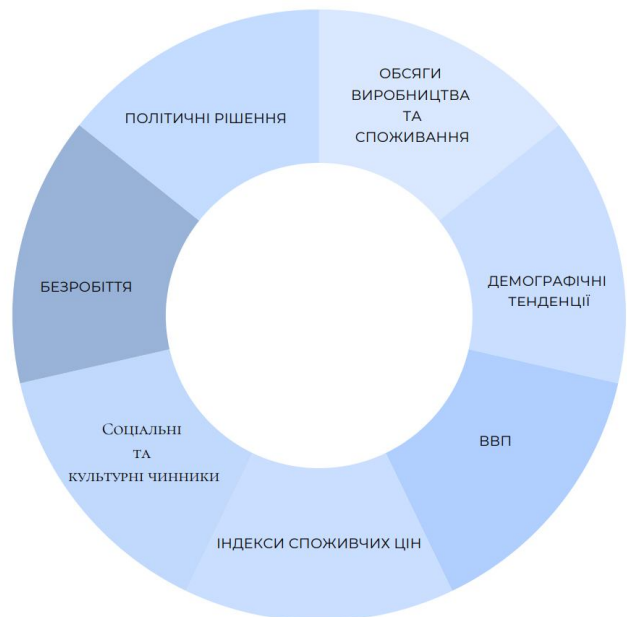 ОБСЯГИ
ВИРОБНИЦТВА
ТА
СПОЖИВАННЯ
ДЕМОГРАФІЧНІ
ТЕНДЕНЦІЇ
ВВП
ІНДЕКСИ СПОЖИВЧИХ ЦІН
Соціальні
та
культурні чинники
БЕЗРОБІТТЯ
ПОЛІТИЧНІ РІШЕННЯ